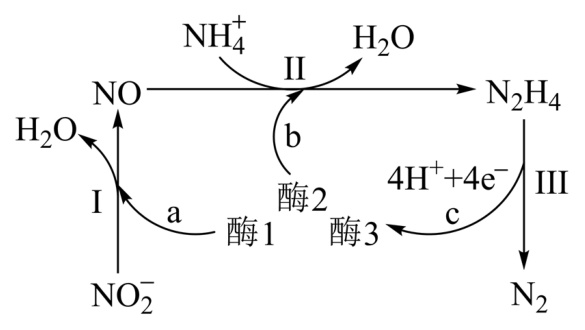 NH₄⁺
H₂O
II
NO
N₂H₄
H₂O
b
4H⁺+4e⁻
III
酶2
I
a
c
酶1
酶3
NO₂⁻
N₂